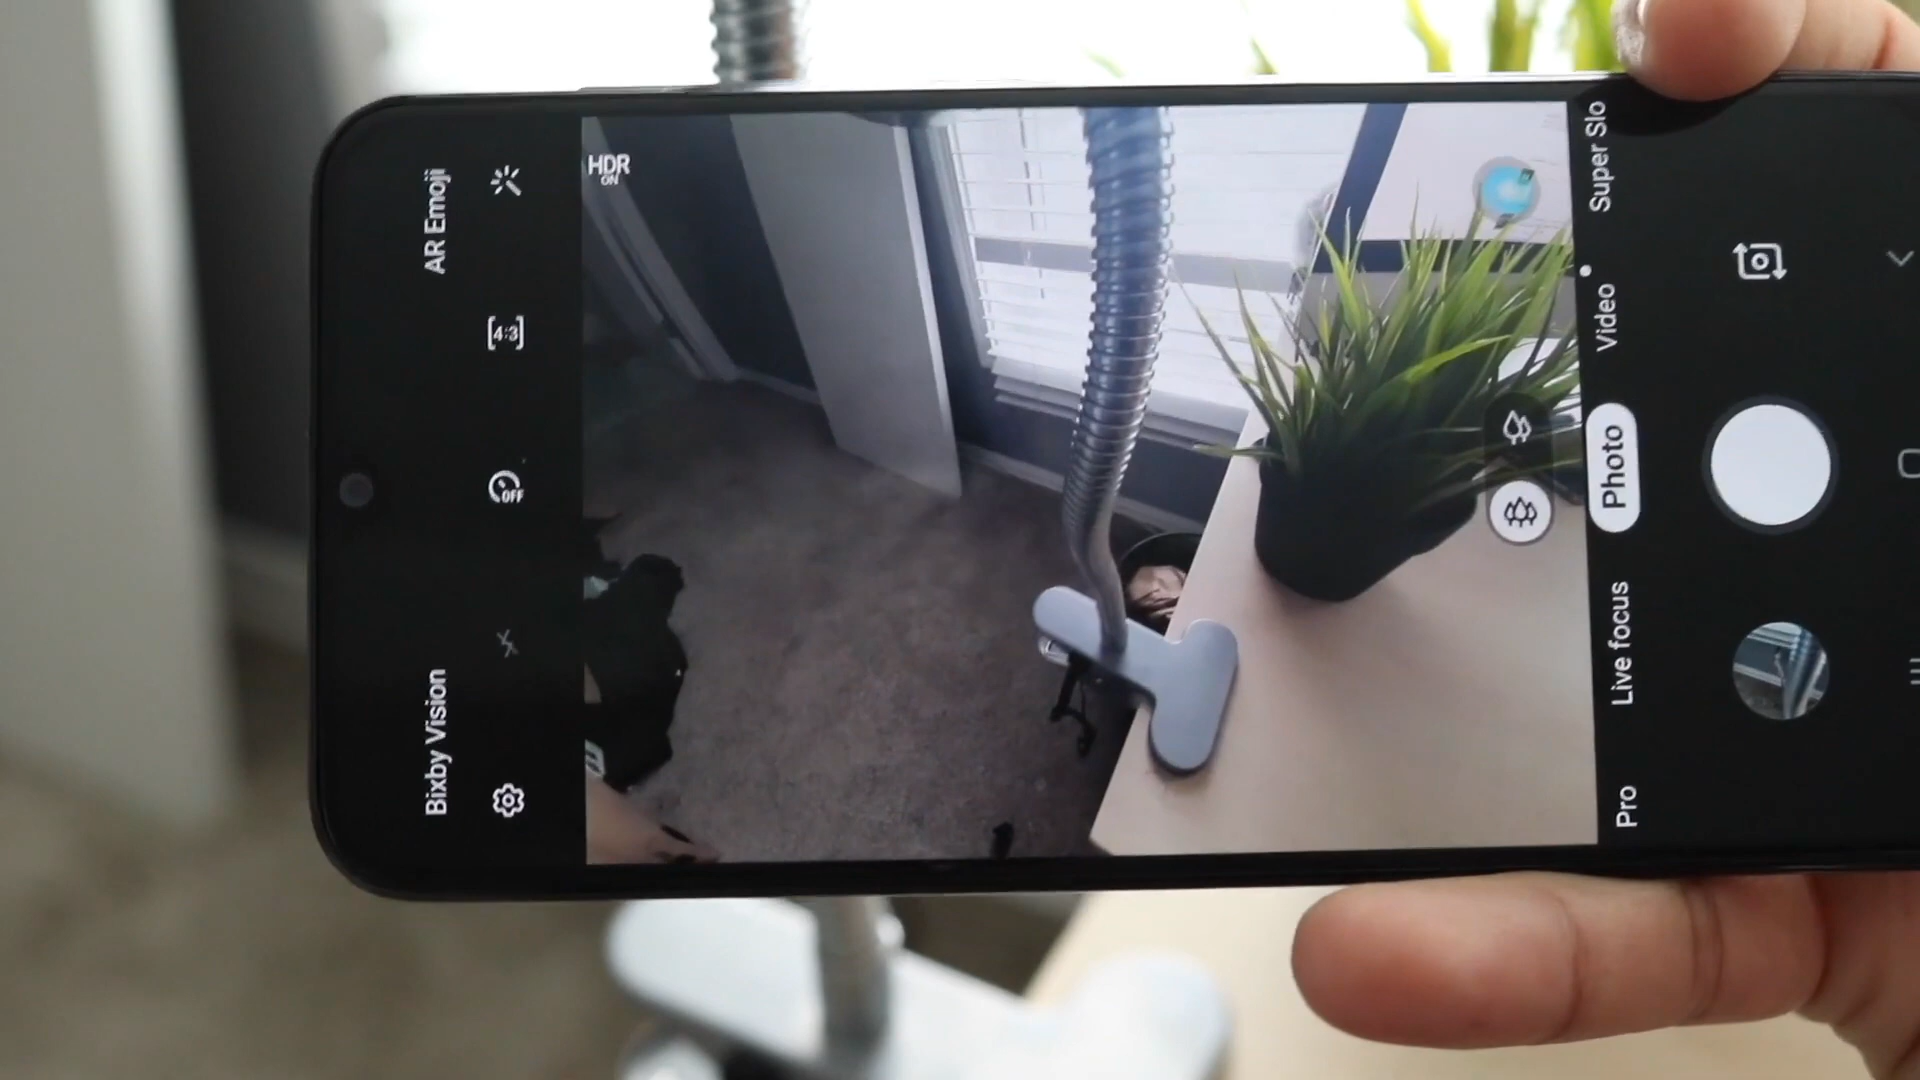 Bixby Vision
AR Emoji
OFF
4:3
HDR
ON
Pro
Live focus
Photo
Video
Super Slo